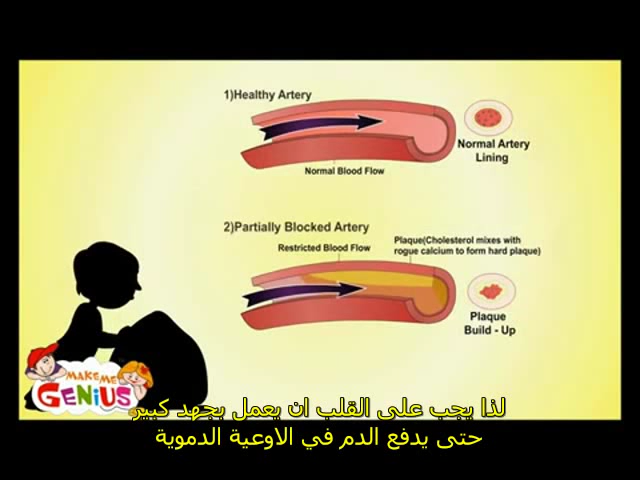 1)Healthy Artery
Normal Artery
Lining
Normal Blood Flow
2)Partially Blocked Artery
Restricted Blood Flow
Plaque(Cholesterol mixes with
rogue calcium to form hard plaque)
Plaque
Build - Up
MAKE ME
GENiUS
لذا يجب على القلب ان يعمل بجهد كبير
حتى يدفع الدم في الاوعية الدموية